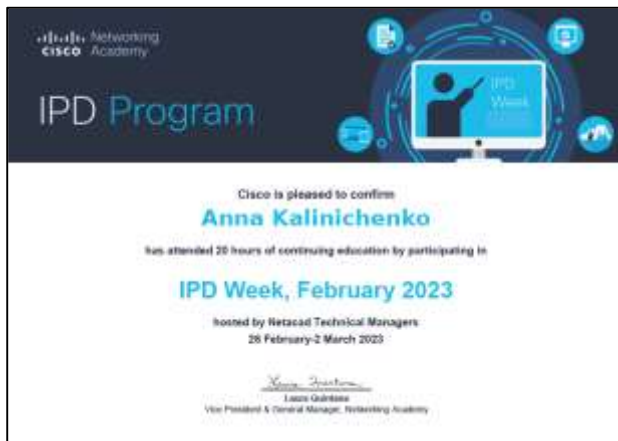 Networking
CISCO Academy
IPD Program
IPD
Week
Cisco is pleased to confirm
Anna Kalinichenko
has attended 20 hours of continuing education by participating in
IPD Week, February 2023
hosted by Netacad Technical Managers
26 February-2 March 2023
Laura Quintana
Vice President & General Manager, Networking Academy